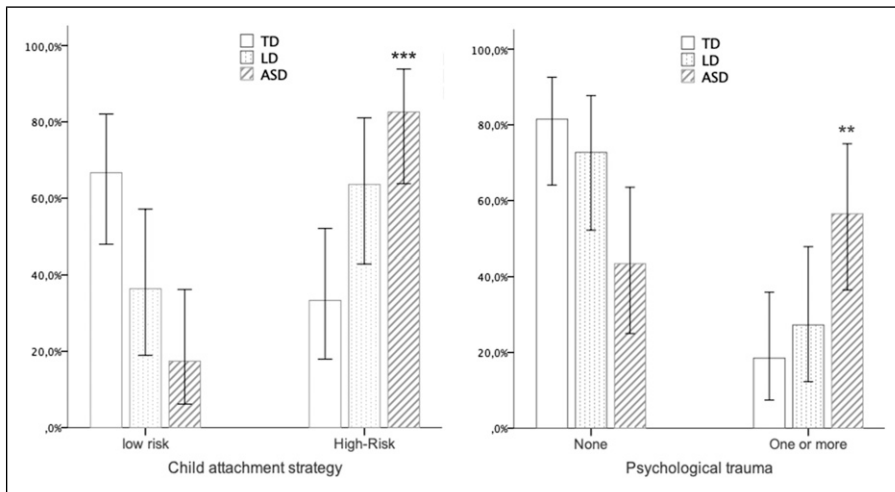 100,0%
80,0%
60,0%
40,0%
20,0%
,0%
TD
LD
ASD
***
low risk
High-Risk
Child attachment strategy
100,0%
80,0%
60,0%
40,0%
20,0%
,0%
TD
LD
ASD
**
None
One or more
Psychological trauma